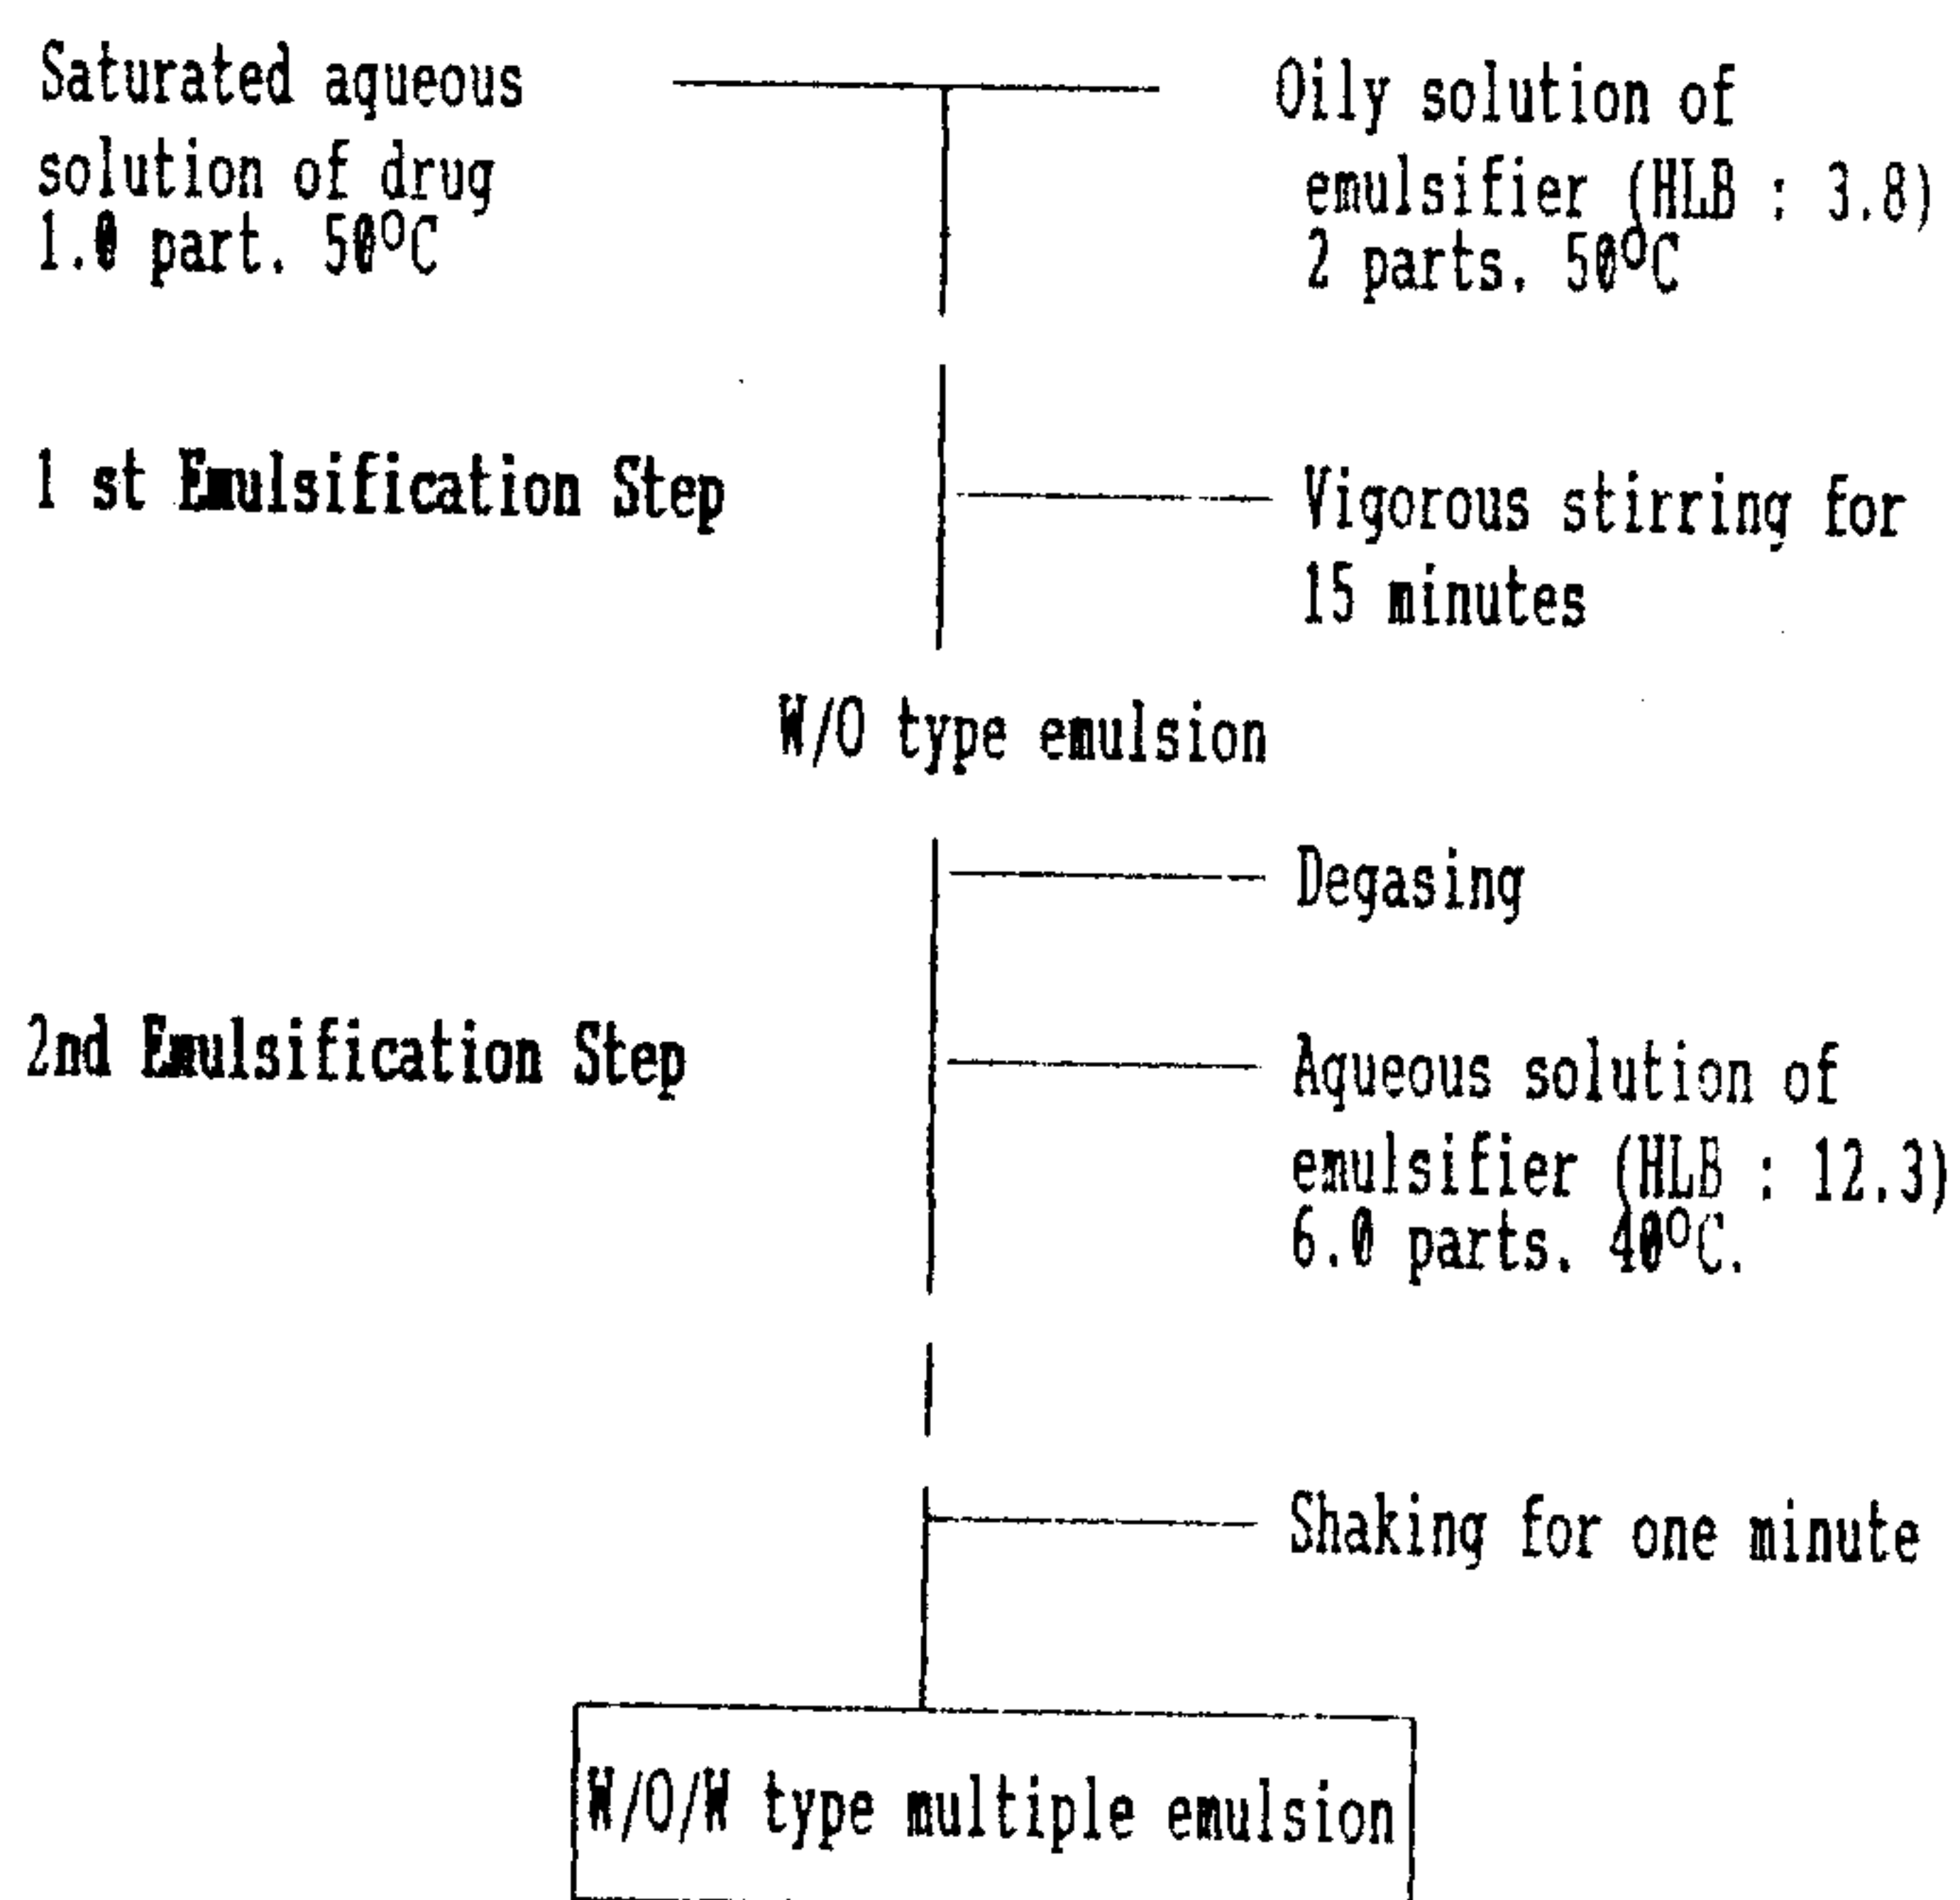 Saturated aqueous
solution of drug
1.0 part. 50°C
Oily solution of
emulsifier (HLB : 3.8)
2 parts. 50°C
1 st Emulsification Step
Vigorous stirring for
15 minutes
W/O type emulsion
Degasing
2nd Emulsification Step
Aqueous solution of
emulsifier (HLB : 12.3)
6.0 parts. 40°C.
Shaking for one minute
W/O/W type multiple emulsion